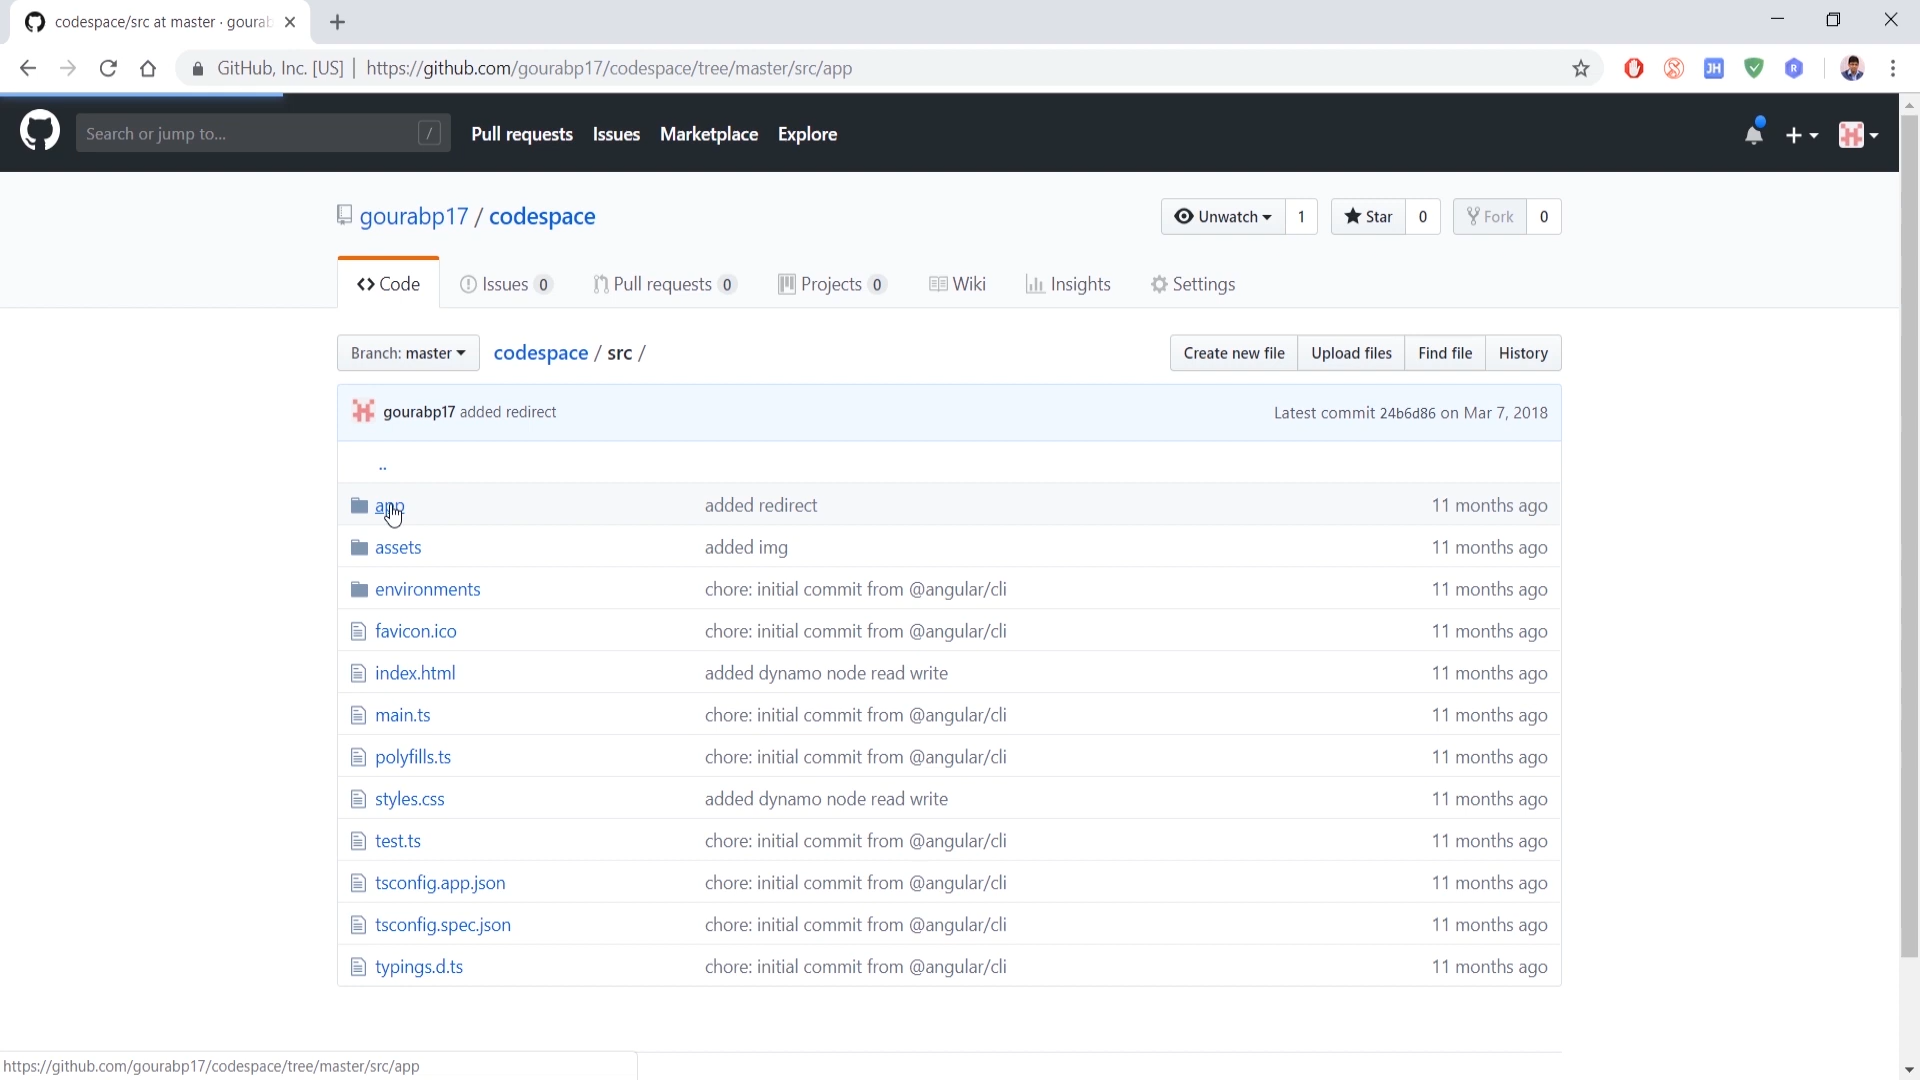 codespace/src at master · gourab
GitHub, Inc. [US] | https://github.com/gourabp17/codespace/tree/master/src/app
JH
R
Search or jump to... /
Pull requests Issues Marketplace Explore
gourabp17 / codespace
Unwatch 1 Star 0 Fork 0
Code Issues 0 Pull requests 0 Projects 0 Wiki Insights Settings
Branch: master codespace / src /
Create new file Upload files Find file History
gourabp17 added redirect Latest commit 24b6d86 on Mar 7, 2018
..
app added redirect 11 months ago
assets added img 11 months ago
environments chore: initial commit from @angular/cli 11 months ago
favicon.ico chore: initial commit from @angular/cli 11 months ago
index.html added dynamo node read write 11 months ago
main.ts chore: initial commit from @angular/cli 11 months ago
polyfills.ts chore: initial commit from @angular/cli 11 months ago
styles.css added dynamo node read write 11 months ago
test.ts chore: initial commit from @angular/cli 11 months ago
tsconfig.app.json chore: initial commit from @angular/cli 11 months ago
tsconfig.spec.json chore: initial commit from @angular/cli 11 months ago
typings.d.ts chore: initial commit from @angular/cli 11 months ago
https://github.com/gourabp17/codespace/tree/master/src/app